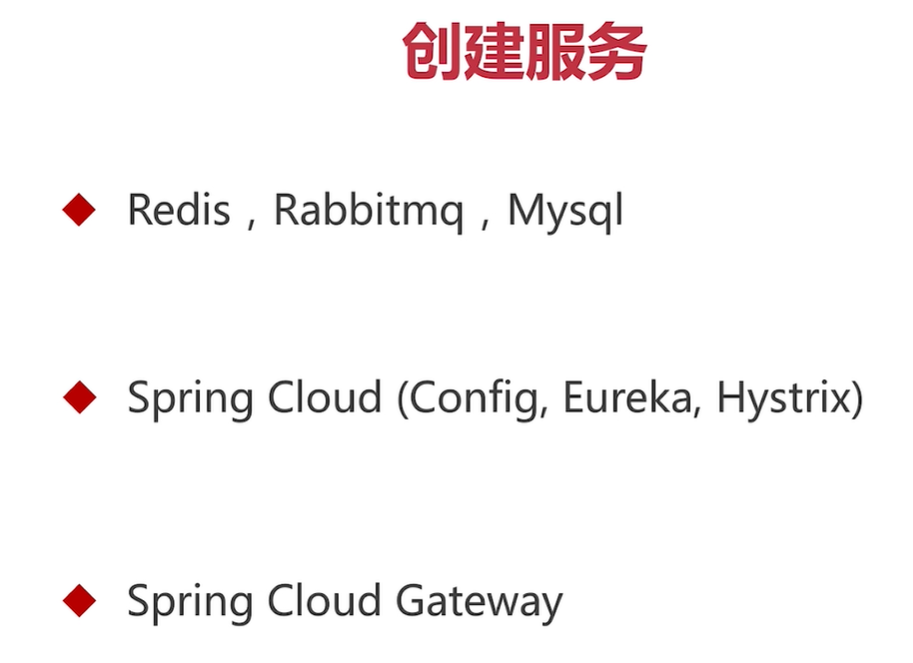 创建服务
Redis，Rabbitmq，Mysql
Spring Cloud (Config, Eureka, Hystrix)
Spring Cloud Gateway